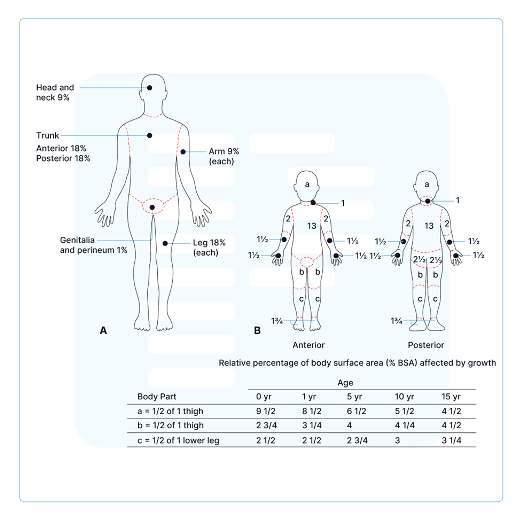 Head and
neck 9%
Trunk
Anterior 18%
Posterior 18%
Arm 9%
(each)
Genitalia
and perineum 1%
Leg 18%
(each)
A
a
1
2
13
2
1½
1½
1½
1½
b
b
c
c
1¾
B
Anterior
a
1
2
13
2
1½
1½
1½
1½
2½
2½
b
b
c
c
1¾
Posterior
Relative percentage of body surface area (% BSA) affected by growth
Age
Body Part 0 yr 1 yr 5 yr 10 yr 15 yr
a = 1/2 of 1 thigh 9 1/2 8 1/2 6 1/2 5 1/2 4 1/2
b = 1/2 of 1 thigh 2 3/4 3 1/4 4 4 1/4 4 1/2
c = 1/2 of 1 lower leg 2 1/2 2 1/2 2 3/4 3 3 1/4